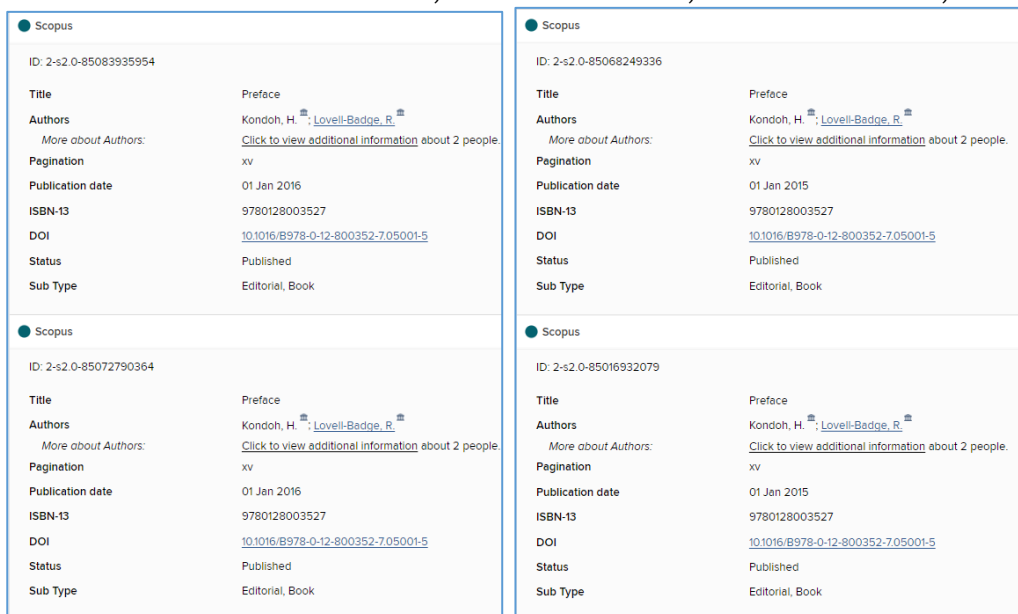 Scopus
ID: 2-s2.0-85083935954
Title Preface
Authors Kondoh, H. ; Lovell-Badge, R.
More about Authors: Click to view additional information about 2 people.
Pagination xv
Publication date 01 Jan 2016
ISBN-13 9780128003527
DOI 10.1016/B978-0-12-800352-7.05001-5
Status Published
Sub Type Editorial, Book
Scopus
ID: 2-s2.0-85072790364
Title Preface
Authors Kondoh, H. ; Lovell-Badge, R.
More about Authors: Click to view additional information about 2 people.
Pagination xv
Publication date 01 Jan 2016
ISBN-13 9780128003527
DOI 10.1016/B978-0-12-800352-7.05001-5
Status Published
Sub Type Editorial, Book
Scopus
ID: 2-s2.0-85068249336
Title Preface
Authors Kondoh, H. ; Lovell-Badge, R.
More about Authors: Click to view additional information about 2 people.
Pagination xv
Publication date 01 Jan 2015
ISBN-13 9780128003527
DOI 10.1016/B978-0-12-800352-7.05001-5
Status Published
Sub Type Editorial, Book
Scopus
ID: 2-s2.0-85016932079
Title Preface
Authors Kondoh, H. ; Lovell-Badge, R.
More about Authors: Click to view additional information about 2 people.
Pagination xv
Publication date 01 Jan 2015
ISBN-13 9780128003527
DOI 10.1016/B978-0-12-800352-7.05001-5
Status Published
Sub Type Editorial, Book